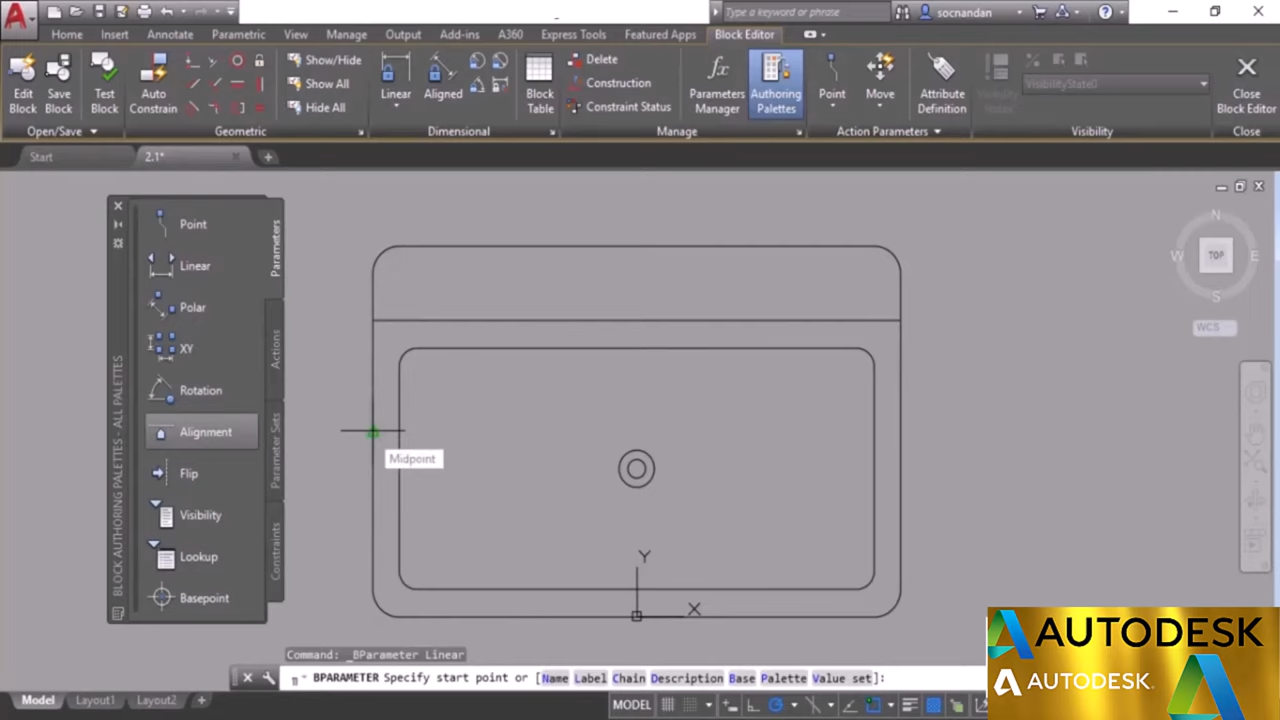 Type a keyword or phrase
socnandan
Home Insert Annotate Parametric View Manage Output Add-ins A360 Express Tools Featured Apps Block Editor
Edit Block
Save Block
Test Block
Auto Constrain
Show/Hide
Show All
Hide All
Linear
Aligned
Block Table
Delete
Construction
Constraint Status
Parameters Manager
Authoring Palettes
Point
Move
Attribute Definition
Visibility States
VisibilityState0
Close Block Editor
Open/Save Geometric Dimensional Manage Action Parameters Visibility Close
Start 2.1*
Point
Linear
Polar
XY
Rotation
Alignment
Flip
Visibility
Lookup
Basepoint
Parameters
Actions
Parameter Sets
Constraints
BLOCK AUTHORING PALETTES - ALL PALETTES
Midpoint
Y
X
N
W TOP E
S
WCS
Command: _BParameter Linear
BPARAMETER Specify start point or [Name Label Chain Description Base Palette Value set]:
Model Layout1 Layout2 +
MODEL
AUTODESK
AUTODESK.